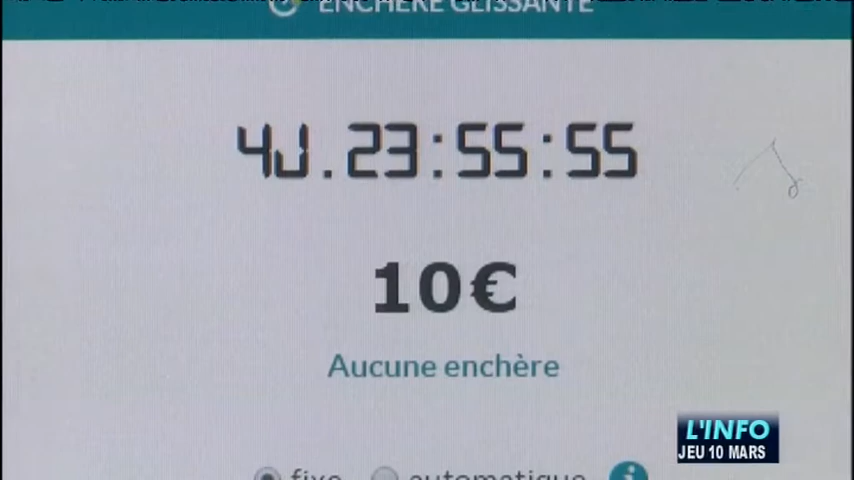 ENCHÈRE GLISSANTE
4J.23:55:55
10€
Aucune enchère
L'INFO
JEU 10 MARS
fixe automatique